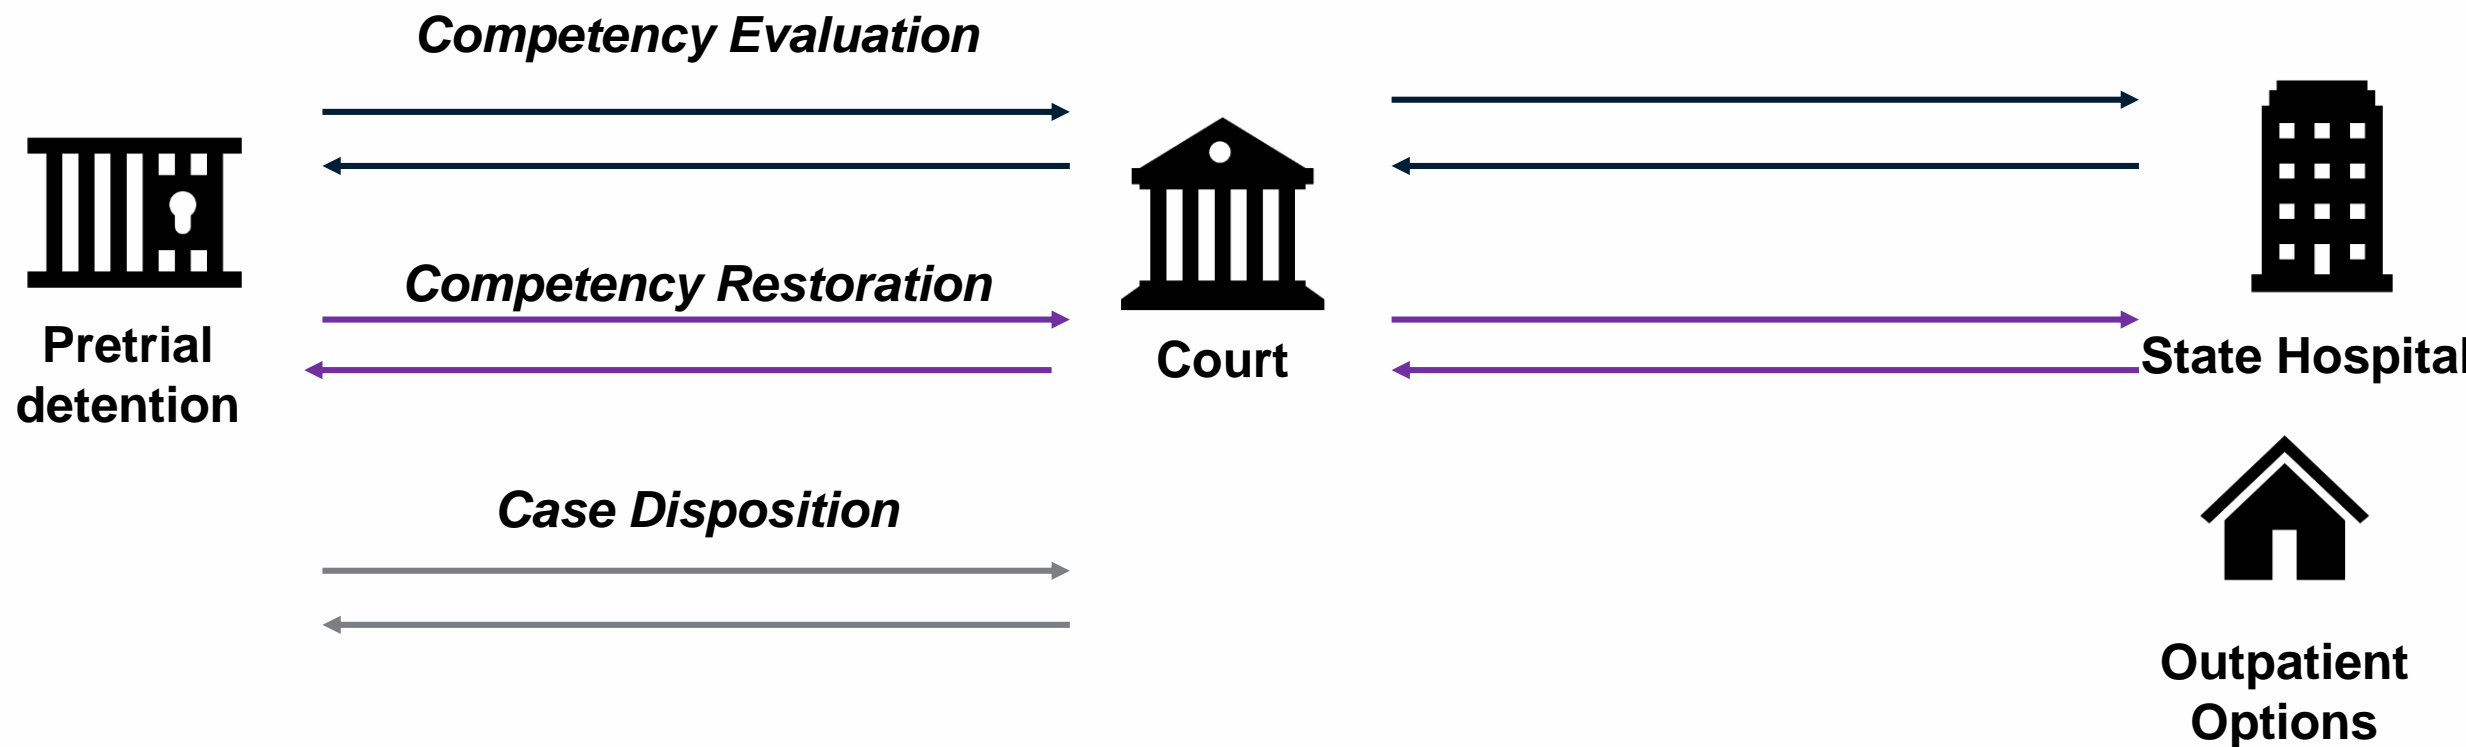 Competency Evaluation
Pretrial
detention
Competency Restoration
Court
State Hospital
Case Disposition
Outpatient
Options